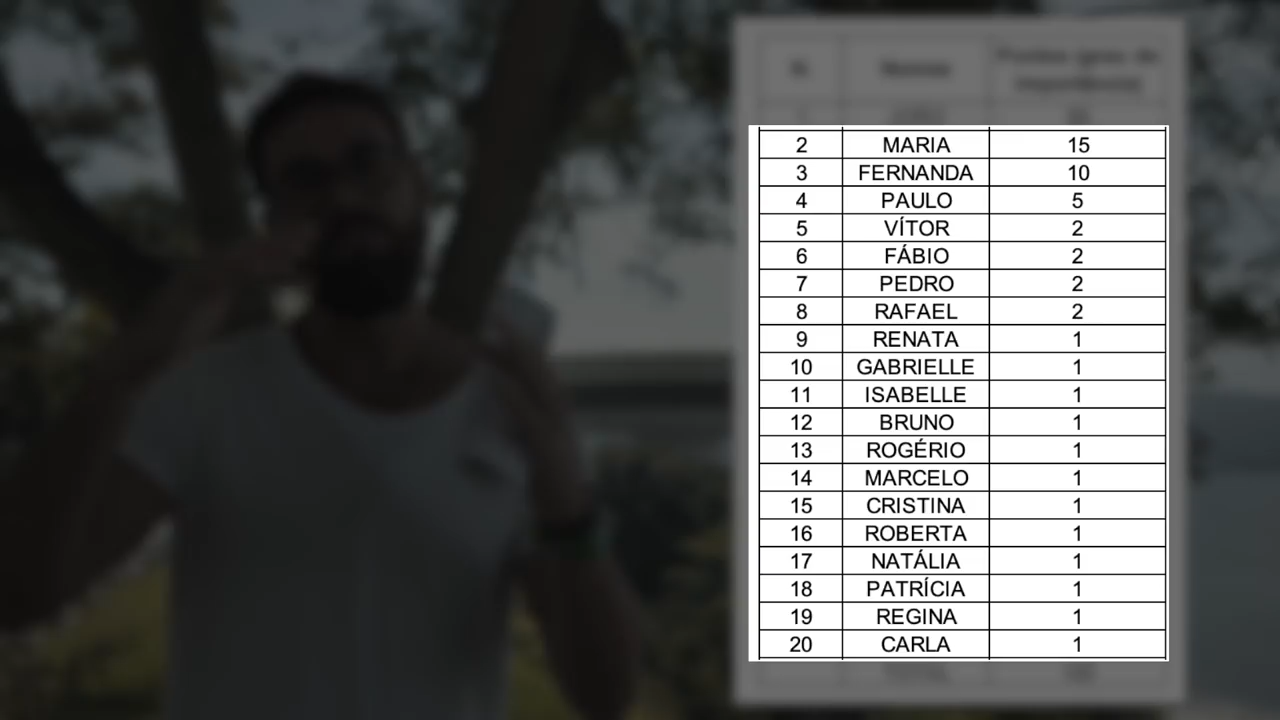 2 MARIA 15
3 FERNANDA 10
4 PAULO 5
5 VÍTOR 2
6 FÁBIO 2
7 PEDRO 2
8 RAFAEL 2
9 RENATA 1
10 GABRIELLE 1
11 ISABELLE 1
12 BRUNO 1
13 ROGÉRIO 1
14 MARCELO 1
15 CRISTINA 1
16 ROBERTA 1
17 NATÁLIA 1
18 PATRÍCIA 1
19 REGINA 1
20 CARLA 1